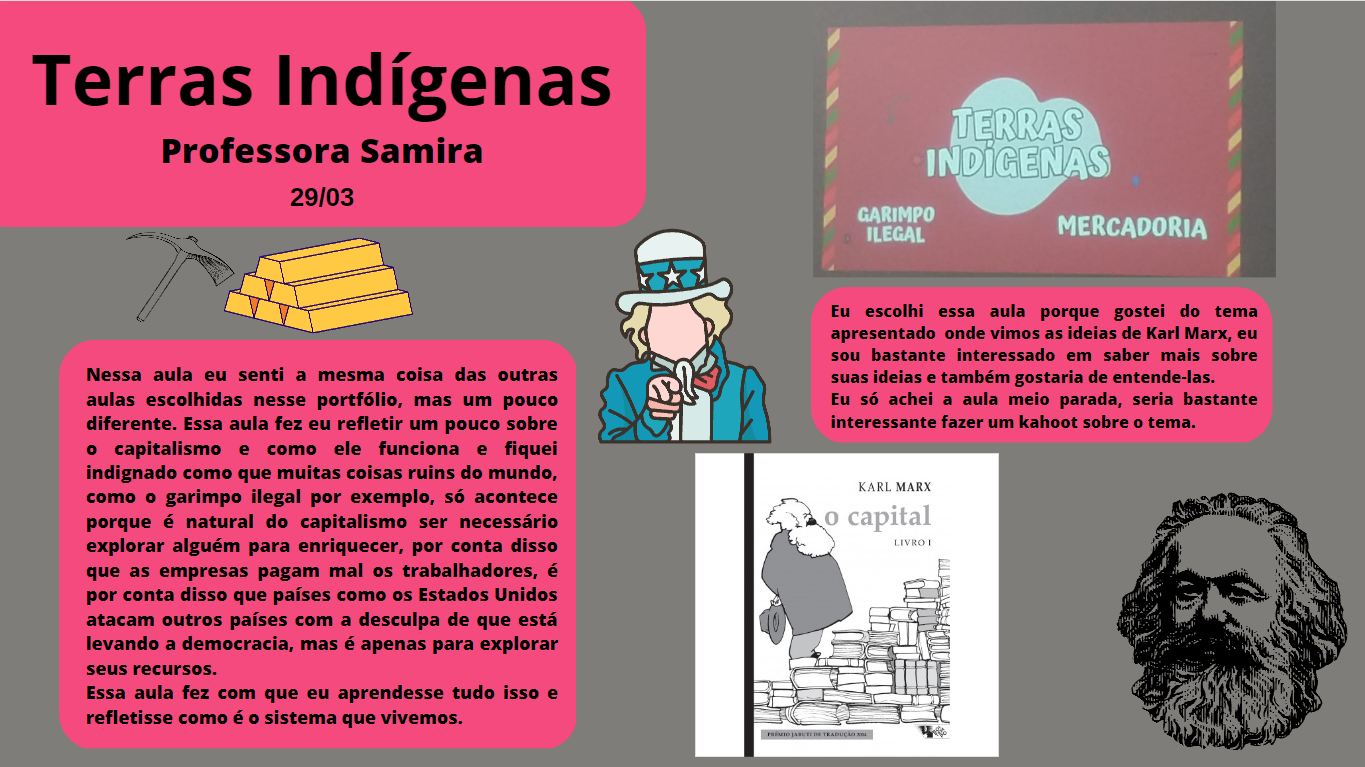 Terras Indígenas
Professora Samira
29/03
TERRAS
INDÍGENAS
GARIMPO
ILEGAL
MERCADORIA
Eu escolhi essa aula porque gostei do tema
apresentado onde vimos as ideias de Karl Marx, eu
sou bastante interessado em saber mais sobre
suas ideias e também gostaria de entende-las.
Eu só achei a aula meio parada, seria bastante
interessante fazer um kahoot sobre o tema.
Nessa aula eu senti a mesma coisa das outras
aulas escolhidas nesse portfólio, mas um pouco
diferente. Essa aula fez eu refletir um pouco sobre
o capitalismo e como ele funciona e fiquei
indignado como que muitas coisas ruins do mundo,
como o garimpo ilegal por exemplo, só acontece
porque é natural do capitalismo ser necessário
explorar alguém para enriquecer, por conta disso
que as empresas pagam mal os trabalhadores, é
por conta disso que países como os Estados Unidos
atacam outros países com a desculpa de que está
levando a democracia, mas é apenas para explorar
seus recursos.
Essa aula fez com que eu aprendesse tudo isso e
refletisse como é o sistema que vivemos.
KARL MARX
o capital
LIVRO I
PRÊMIO JABUTI DE TRADUÇÃO 2014